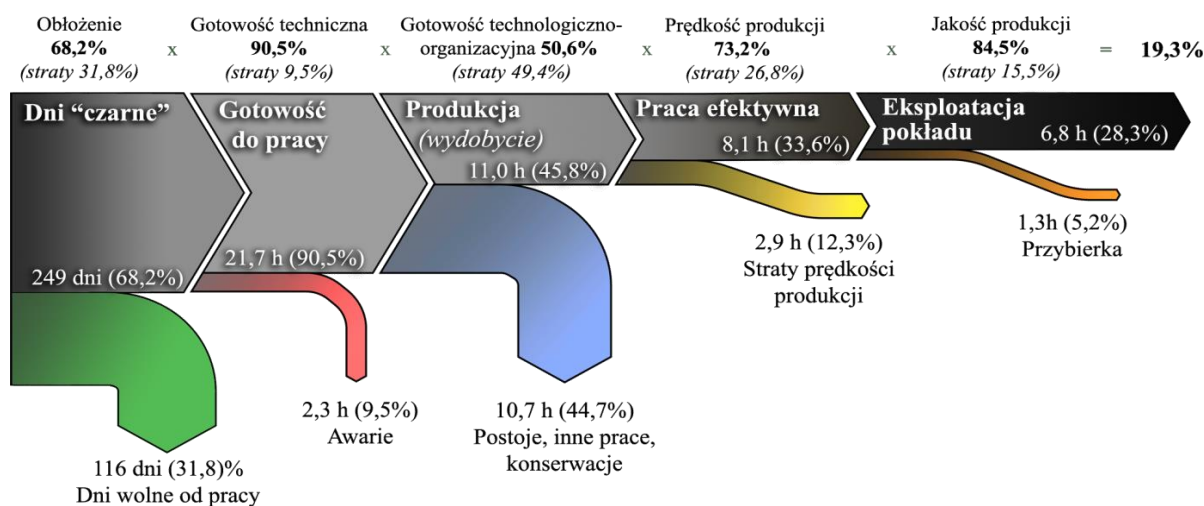 Obłożenie
68,2%
(straty 31,8%)
x
Gotowość techniczna
90,5%
(straty 9,5%)
x
Gotowość technologiczno-
organizacyjna 50,6%
(straty 49,4%)
x
Prędkość produkcji
73,2%
(straty 26,8%)
x
Jakość produkcji
84,5%
(straty 15,5%)
=
19,3%
Dni “czarne”
249 dni (68,2%)
Gotowość
do pracy
21,7 h (90,5%)
Produkcja
(wydobycie)
11,0 h (45,8%)
Praca efektywna
8,1 h (33,6%)
Eksploatacja
pokładu
6,8 h (28,3%)
116 dni (31,8)%
Dni wolne od pracy
2,3 h (9,5%)
Awarie
10,7 h (44,7%)
Postoje, inne prace,
konserwacje
2,9 h (12,3%)
Straty prędkości
produkcji
1,3h (5,2%)
Przybierka